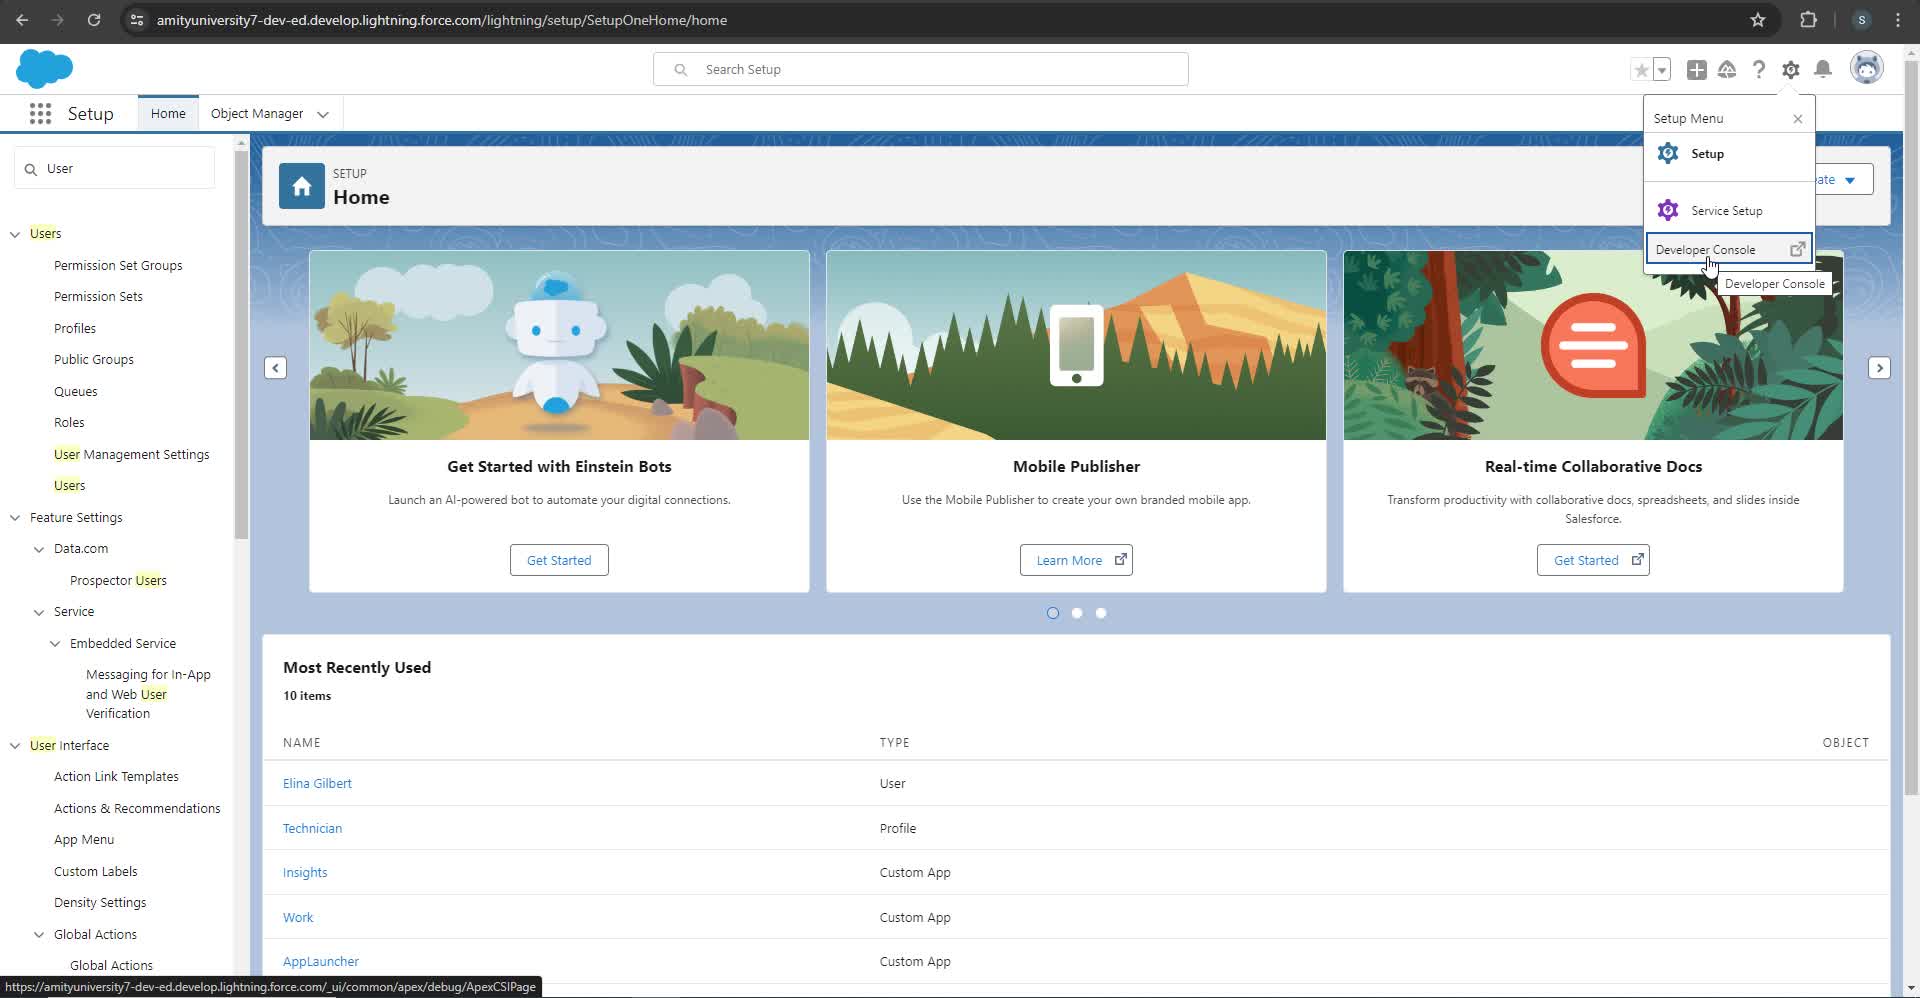 amityuniversity7-dev-ed.develop.lightning.force.com/lightning/setup/SetupOneHome/home
S
Search Setup
Setup
Home
Object Manager
Setup Menu
Setup
Service Setup
Developer Console
Developer Console
User
Users
Permission Set Groups
Permission Sets
Profiles
Public Groups
Queues
Roles
User Management Settings
Users
Feature Settings
Data.com
Prospector Users
Service
Embedded Service
Messaging for In-App
and Web User
Verification
User Interface
Action Link Templates
Actions & Recommendations
App Menu
Custom Labels
Density Settings
Global Actions
Global Actions
SETUP
Home
Get Started with Einstein Bots
Launch an AI-powered bot to automate your digital connections.
Get Started
Mobile Publisher
Use the Mobile Publisher to create your own branded mobile app.
Learn More
Real-time Collaborative Docs
Transform productivity with collaborative docs, spreadsheets, and slides inside
Salesforce.
Get Started
Most Recently Used
10 items
NAME TYPE OBJECT
Elina Gilbert User
Technician Profile
Insights Custom App
Work Custom App
AppLauncher Custom App
https://amityuniversity7-dev-ed.develop.lightning.force.com/_ui/common/apex/debug/ApexCSIPage